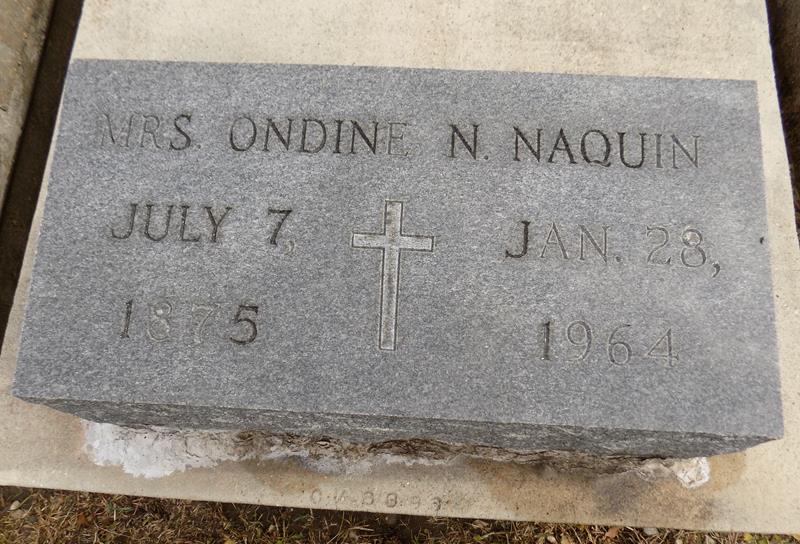 MRS. ONDINE N. NAQUIN
JULY 7, JAN. 28,
1875 1964